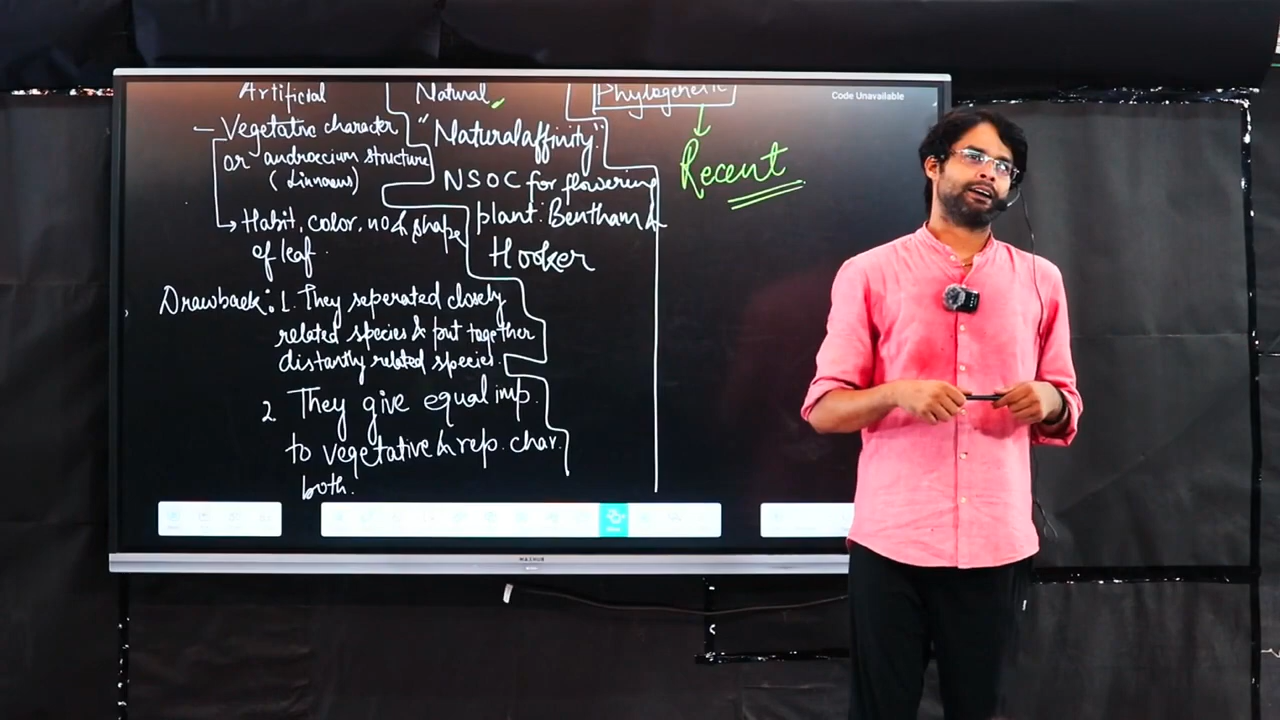 Artificial
– Vegetative character
or androecium structure
(Linnaeus)
→ Habit, color, no & shape
of leaf.
Drawback: 1. They seperated closely
related species & put together
distantly related species.
2. They give equal imp.
to vegetative & rep. char.
both.
Natural
"Natural affinity".
NSOC for flowering
plant: Bentham &
Hooker
Phylogenetic
↓
Recent
Code Unavailable
MAXHUB